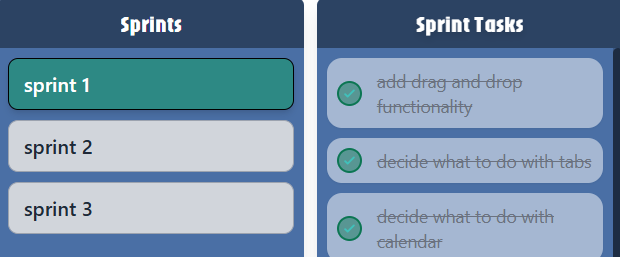 Sprints
sprint 1
sprint 2
sprint 3
Sprint Tasks
add drag and drop
functionality
decide what to do with tabs
decide what to do with
calendar